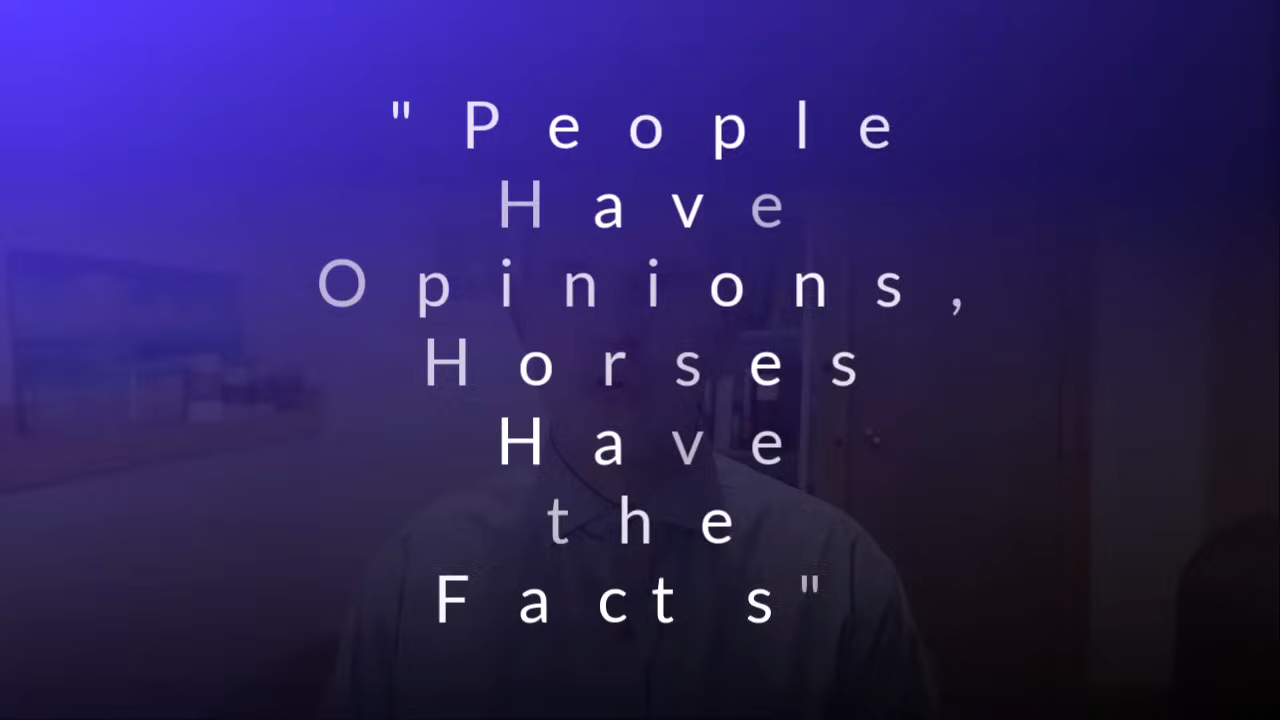 "People
Have
Opinions,
Horses
Have
the
Facts"